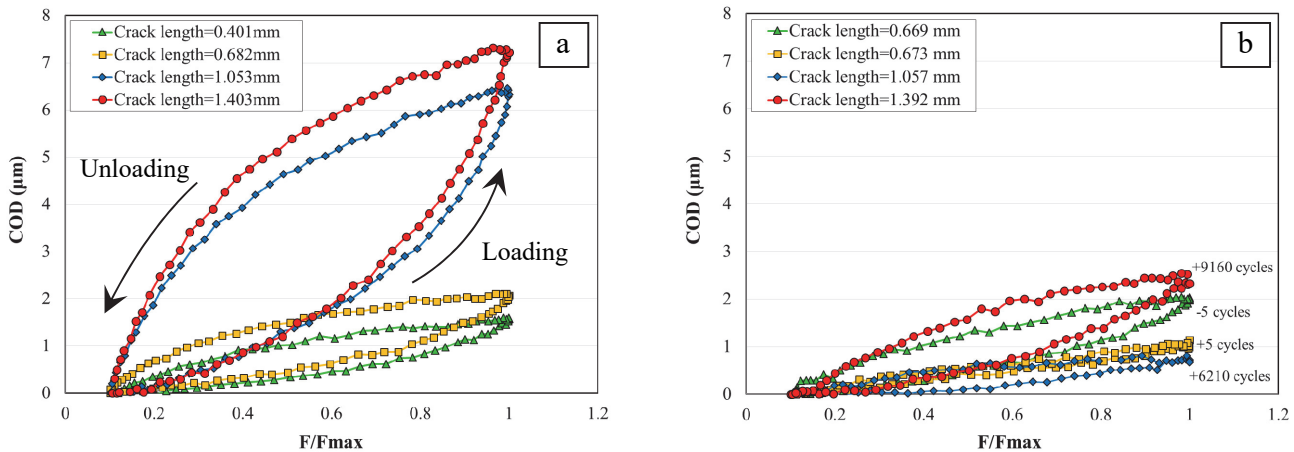 8
7
6
5
4
3
2
1
0
COD (μm)
Crack length=0.401mm
Crack length=0.682mm
Crack length=1.053mm
Crack length=1.403mm
a
Unloading
Loading
0
0.2
0.4
0.6
0.8
1
1.2
F/Fmax
8
7
6
5
4
3
2
1
0
COD (μm)
Crack length=0.669 mm
Crack length=0.673 mm
Crack length=1.057 mm
Crack length=1.392 mm
b
+9160 cycles
-5 cycles
+5 cycles
+6210 cycles
0
0.2
0.4
0.6
0.8
1
1.2
F/Fmax